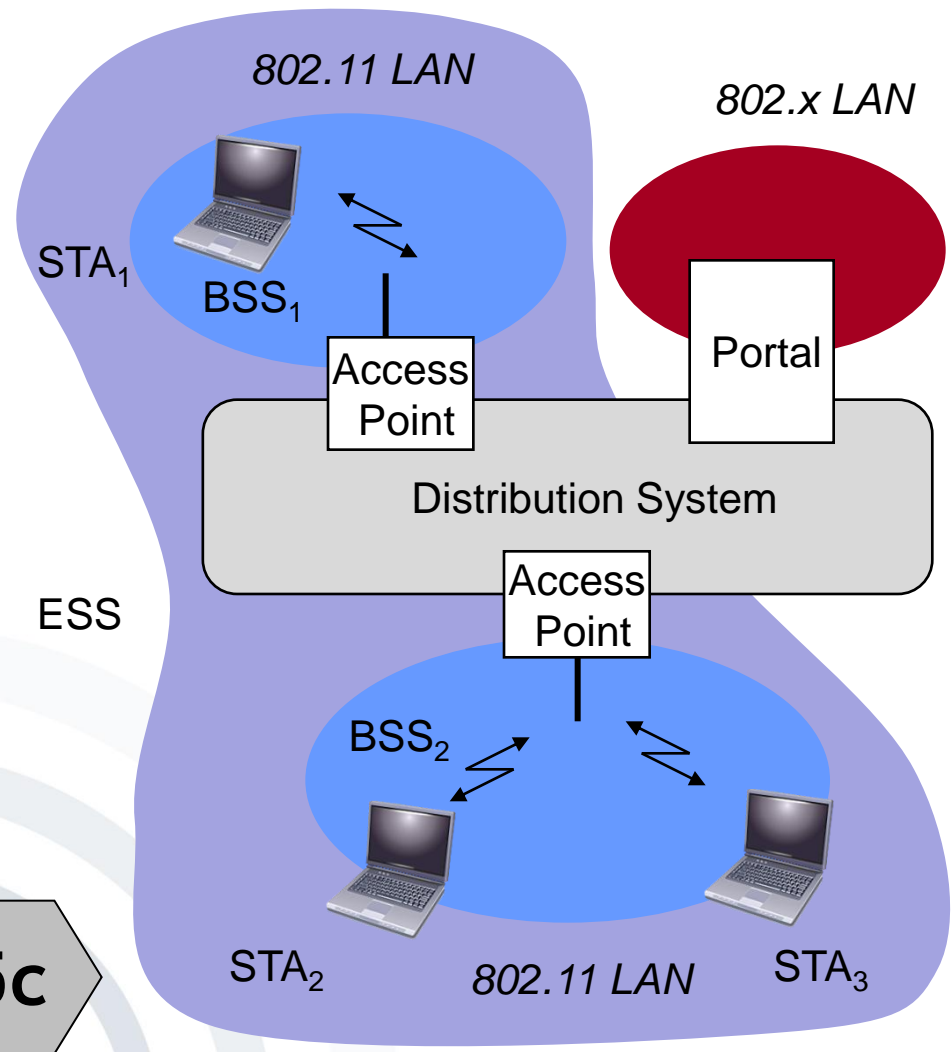 802.11 LAN
802.x LAN
STA₁
BSS₁
Access
Point
Portal
Distribution System
Access
Point
ESS
BSS₂
STA₂
802.11 LAN
STA₃